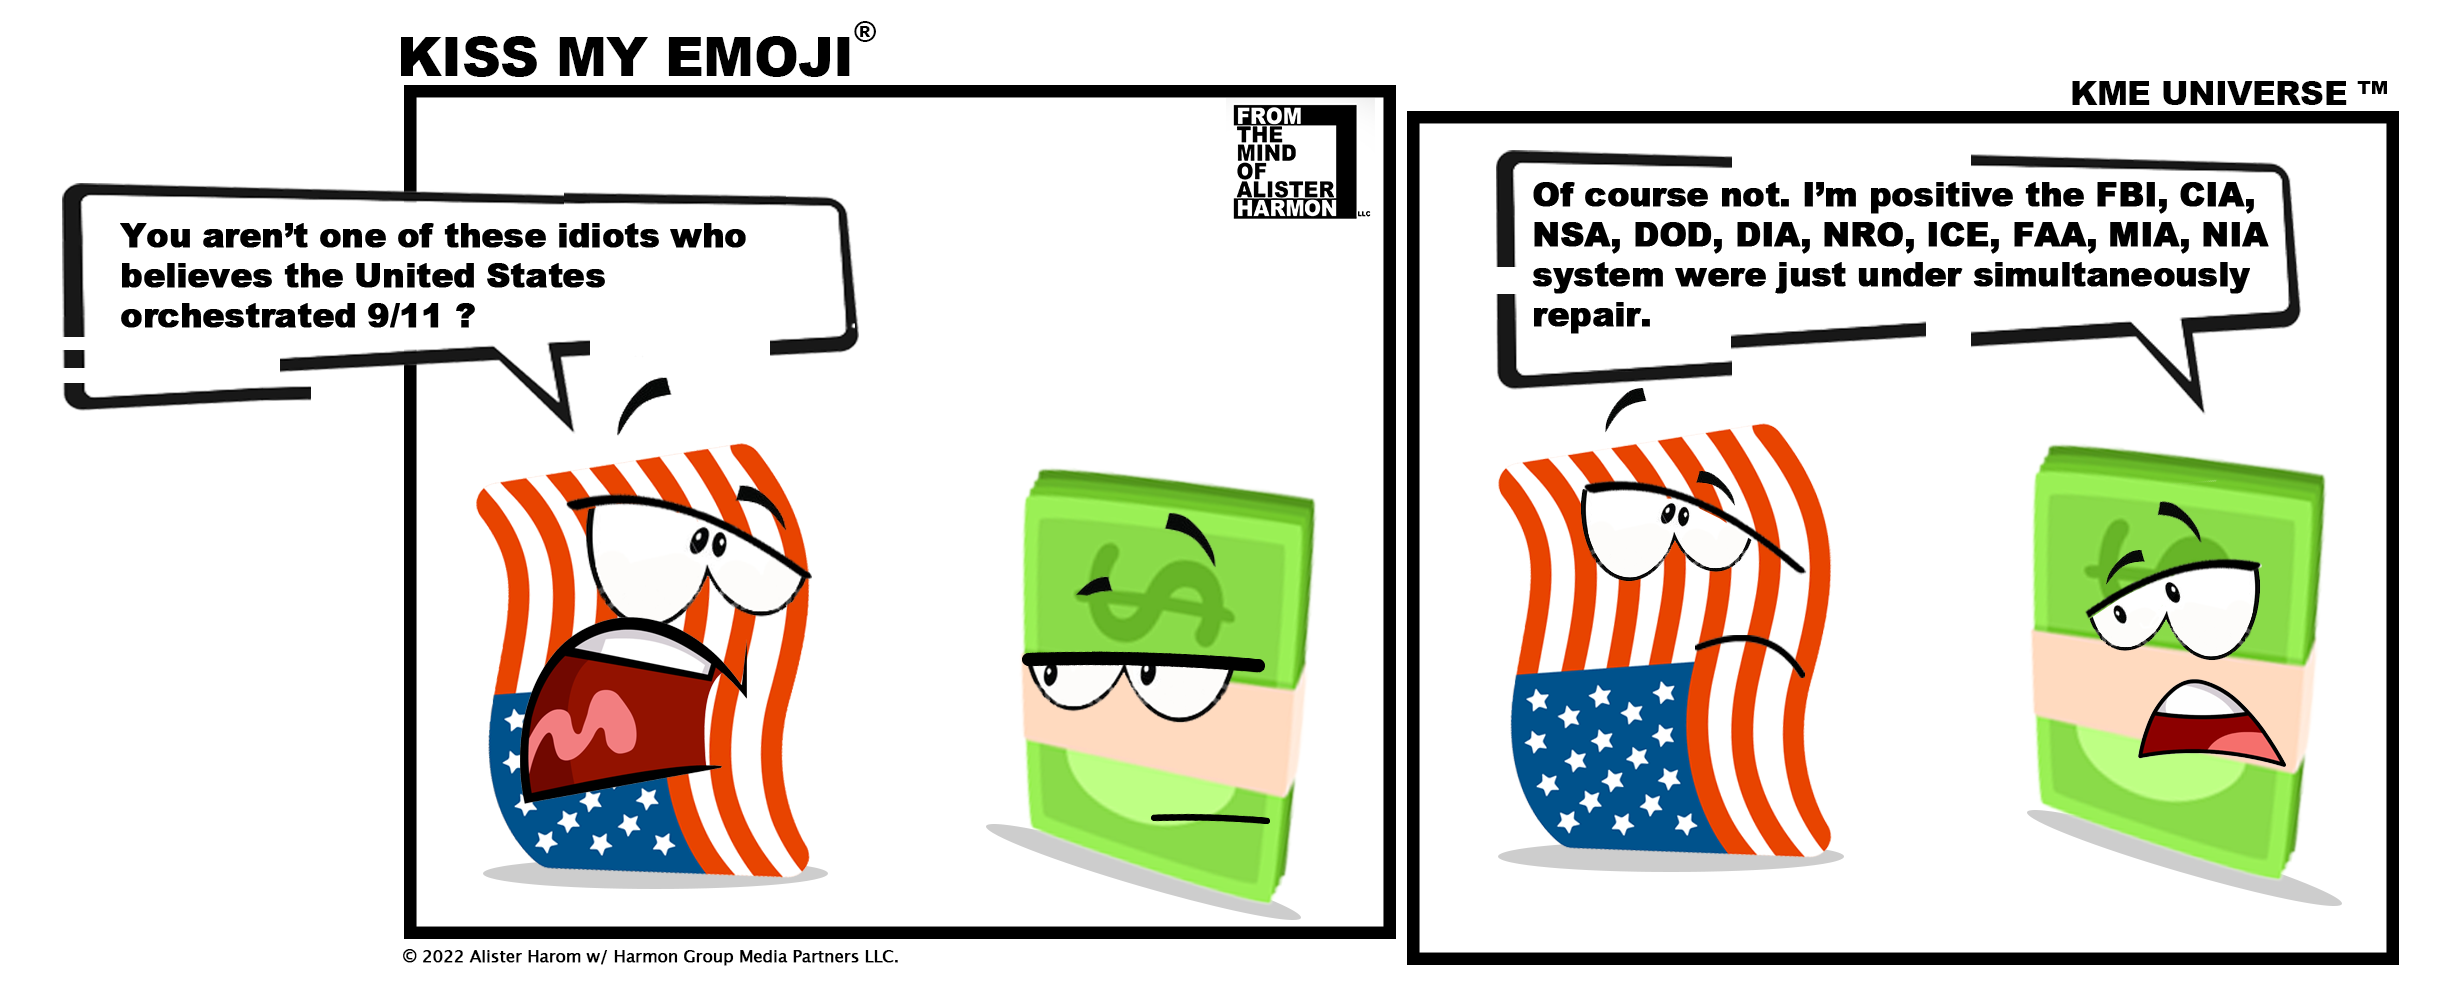 KISS MY EMOJI®
KME UNIVERSE ™
FROM
THE
MIND
OF
ALISTER
HARMON
LLC
You aren’t one of these idiots who
believes the United States
orchestrated 9/11 ?
Of course not. I’m positive the FBI, CIA,
NSA, DOD, DIA, NRO, ICE, FAA, MIA, NIA
system were just under simultaneously
repair.
© 2022 Alister Harom w/ Harmon Group Media Partners LLC.